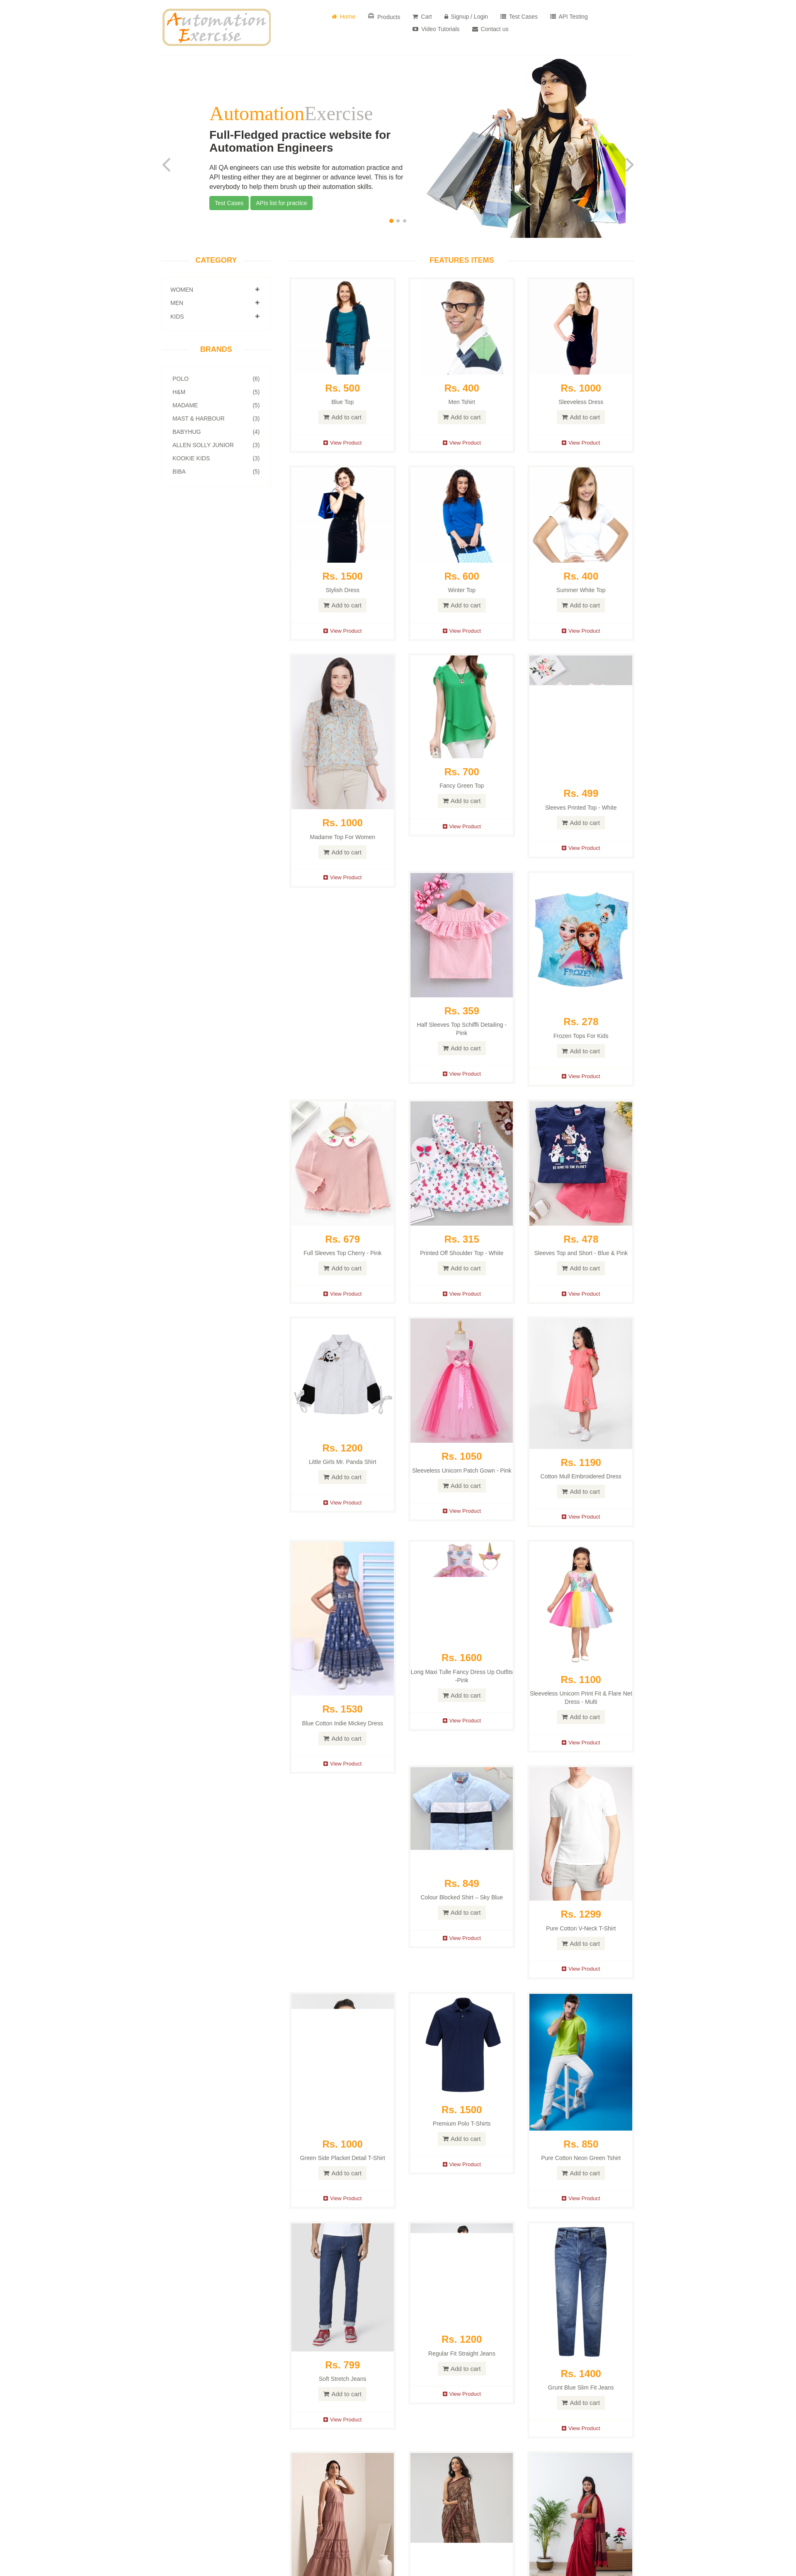 Automation
Exercise
Home
Products
Cart
Signup / Login
Test Cases
API Testing
Video Tutorials
Contact us
AutomationExercise
Full-Fledged practice website for
Automation Engineers
All QA engineers can use this website for automation practice and
API testing either they are at beginner or advance level. This is for
everybody to help them brush up their automation skills.
Test Cases
APIs list for practice
CATEGORY
WOMEN
MEN
KIDS
BRANDS
POLO (6)
H&M (5)
MADAME (5)
MAST & HARBOUR (3)
BABYHUG (4)
ALLEN SOLLY JUNIOR (3)
KOOKIE KIDS (3)
BIBA (5)
FEATURES ITEMS
Rs. 500
Blue Top
Add to cart
View Product
Rs. 400
Men Tshirt
Add to cart
View Product
Rs. 1000
Sleeveless Dress
Add to cart
View Product
Rs. 1500
Stylish Dress
Add to cart
View Product
Rs. 600
Winter Top
Add to cart
View Product
Rs. 400
Summer White Top
Add to cart
View Product
Rs. 1000
Madame Top For Women
Add to cart
View Product
Rs. 700
Fancy Green Top
Add to cart
View Product
Rs. 499
Sleeves Printed Top - White
Add to cart
View Product
Rs. 359
Half Sleeves Top Schiffli Detailing -
Pink
Add to cart
View Product
FROZEN
Rs. 278
Frozen Tops For Kids
Add to cart
View Product
Rs. 679
Full Sleeves Top Cherry - Pink
Add to cart
View Product
Rs. 315
Printed Off Shoulder Top - White
Add to cart
View Product
Rs. 478
Sleeves Top and Short - Blue & Pink
Add to cart
View Product
Rs. 1200
Little Girls Mr. Panda Shirt
Add to cart
View Product
Rs. 1050
Sleeveless Unicorn Patch Gown - Pink
Add to cart
View Product
Rs. 1190
Cotton Mull Embroidered Dress
Add to cart
View Product
Rs. 1530
Blue Cotton Indie Mickey Dress
Add to cart
View Product
Rs. 1600
Long Maxi Tulle Fancy Dress Up Outfits
-Pink
Add to cart
View Product
Rs. 1100
Sleeveless Unicorn Print Fit & Flare Net
Dress - Multi
Add to cart
View Product
Rs. 849
Colour Blocked Shirt – Sky Blue
Add to cart
View Product
Rs. 1299
Pure Cotton V-Neck T-Shirt
Add to cart
View Product
Rs. 1000
Green Side Placket Detail T-Shirt
Add to cart
View Product
Rs. 1500
Premium Polo T-Shirts
Add to cart
View Product
Rs. 850
Pure Cotton Neon Green Tshirt
Add to cart
View Product
Rs. 799
Soft Stretch Jeans
Add to cart
View Product
Rs. 1200
Regular Fit Straight Jeans
Add to cart
View Product
Rs. 1400
Grunt Blue Slim Fit Jeans
Add to cart
View Product